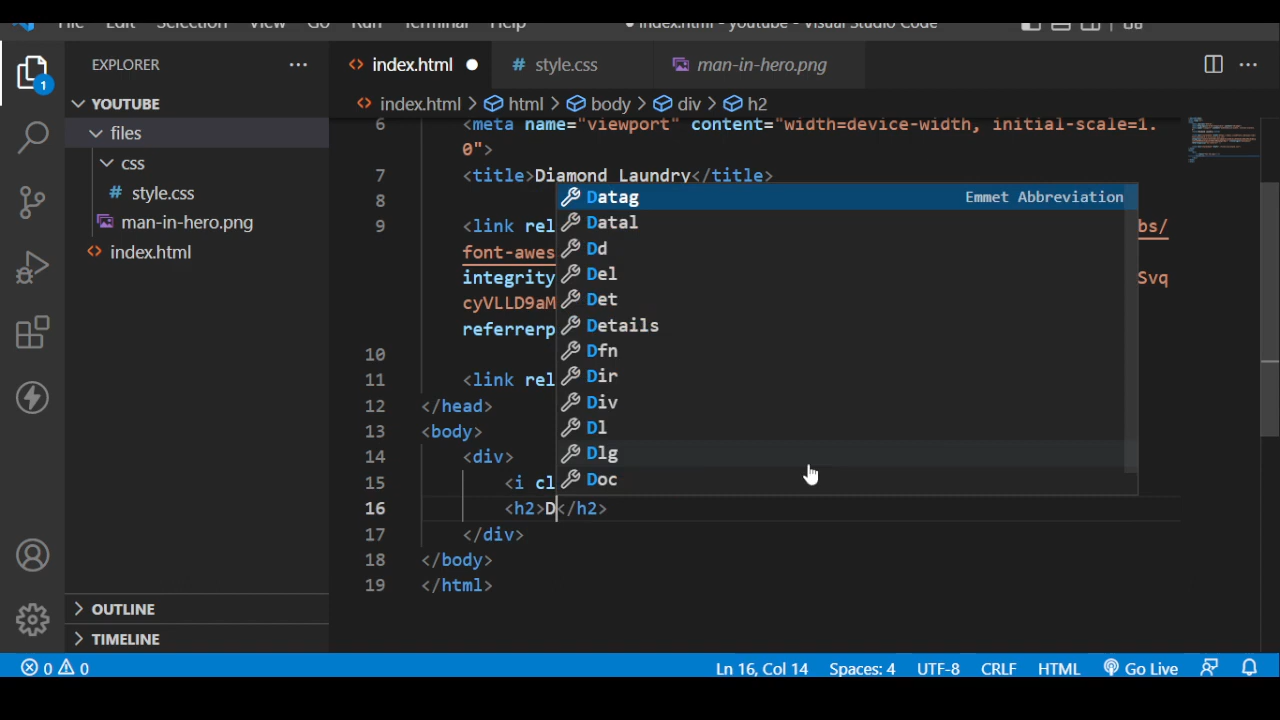 File Edit Selection View Go Run Terminal Help ● index.html - youtube - Visual Studio Code
EXPLORER ···
index.html ● # style.css man-in-hero.png ···
YOUTUBE
index.html > html > body > div > h2
files
css
# style.css
man-in-hero.png
index.html
1
6 <meta name="viewport" content="width=device-width, initial-scale=1.
0">
7 <title>Diamond Laundry</title>
8
9 <link rel bs/
font-awes
integrity Svq
cyVLLD9aM
referrerp
10
11 <link rel
12 </head>
13 <body>
14 <div>
15 <i cl
16 <h2>D</h2>
17 </div>
18 </body>
19 </html>
Datag Emmet Abbreviation
Datal
Dd
Del
Det
Details
Dfn
Dir
Div
Dl
Dlg
Doc
OUTLINE
TIMELINE
0 0 Ln 16, Col 14 Spaces: 4 UTF-8 CRLF HTML Go Live